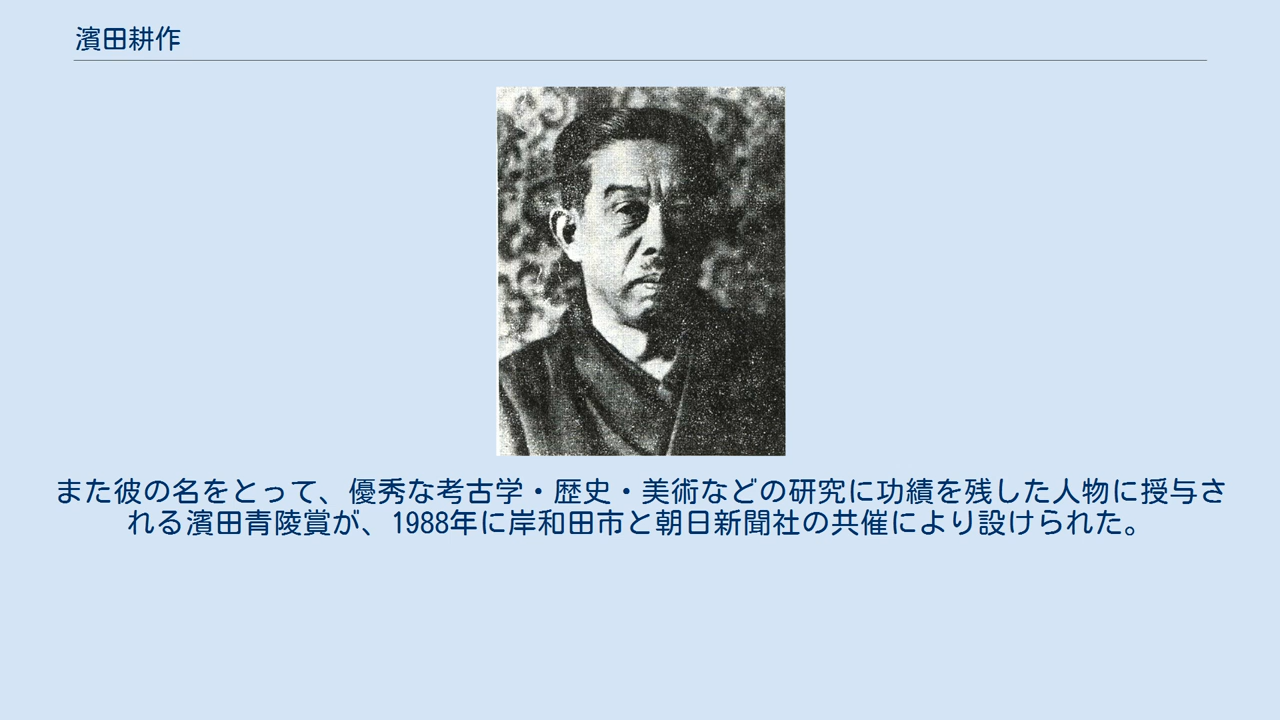 濱田耕作
また彼の名をとって、優秀な考古学・歴史・美術などの研究に功績を残した人物に授与さ
れる濱田青陵賞が、1988年に岸和田市と朝日新聞社の共催により設けられた。